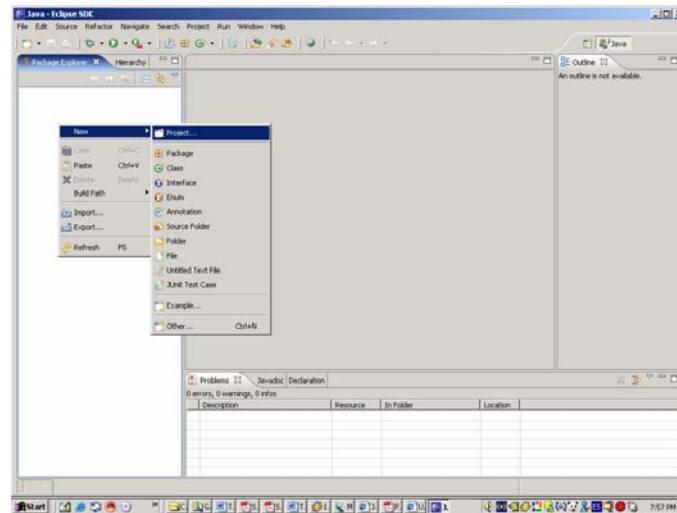 Java - Eclipse SDK
File Edit Source Refactor Navigate Search Project Run Window Help
Java
Package Explorer Hierarchy
Outline
An outline is not available.
New
Copy Ctrl+C
Paste Ctrl+V
Delete Delete
Build Path
Import...
Export...
Refresh F5
Project...
Package
Class
Interface
Enum
Annotation
Source Folder
Folder
File
Untitled Text File
JUnit Test Case
Example...
Other... Ctrl+N
Problems Javadoc Declaration
0 errors, 0 warnings, 0 infos
Description Resource In Folder Location
Start
7:57 PM